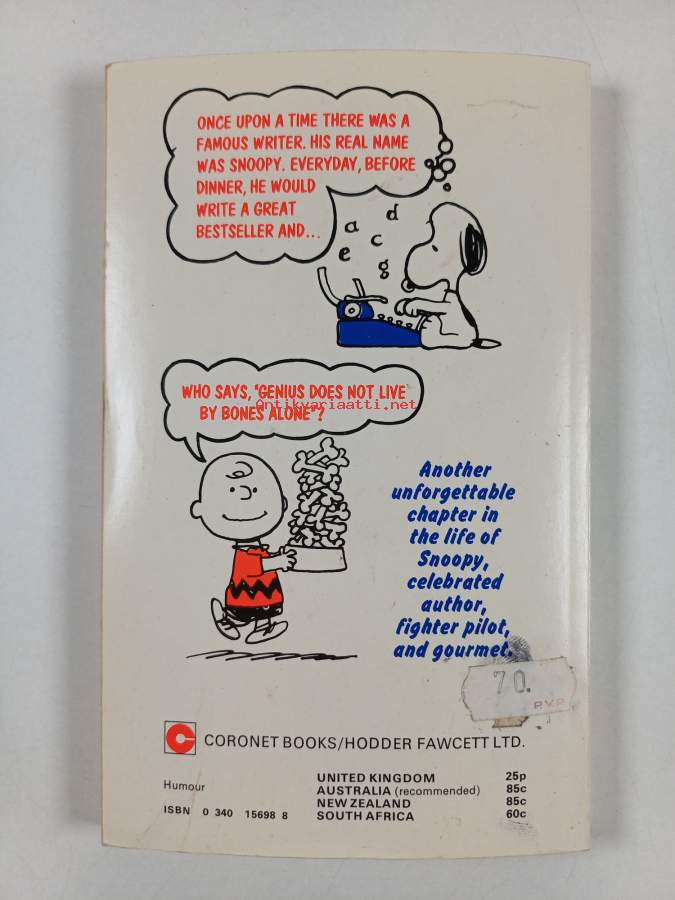 ONCE UPON A TIME THERE WAS A
FAMOUS WRITER. HIS REAL NAME
WAS SNOOPY. EVERYDAY, BEFORE
DINNER, HE WOULD
WRITE A GREAT
BESTSELLER AND...
a d
e c g
WHO SAYS, "GENIUS DOES NOT LIVE
BY BONES ALONE"?
Antikvariaatti.net
Another
unforgettable
chapter in
the life of
Snoopy,
celebrated
author,
fighter pilot,
and gourmet.
70.
CORONET BOOKS/HODDER FAWCETT LTD.
Humour
ISBN 0 340 15698 8
UNITED KINGDOM 25p
AUSTRALIA (recommended) 85c
NEW ZEALAND 85c
SOUTH AFRICA 60c